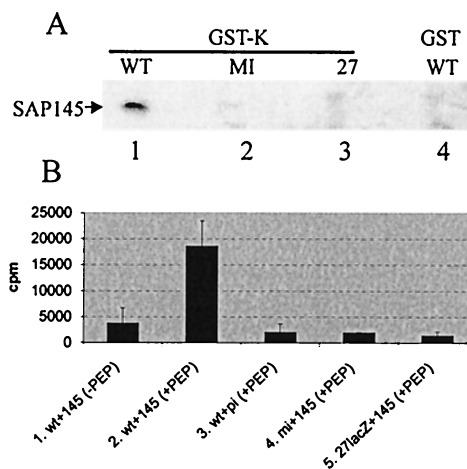 A
GST-K GST
WT MI 27 WT
SAP145
1 2 3 4
B
25000
20000
15000
10000
5000
0
cpm
1. wt+145 (-PEP)
2. wt+145 (+PEP)
3. wt+pi (+PEP)
4. mi+145 (+PEP)
5. 27lacZ+145 (+PEP)